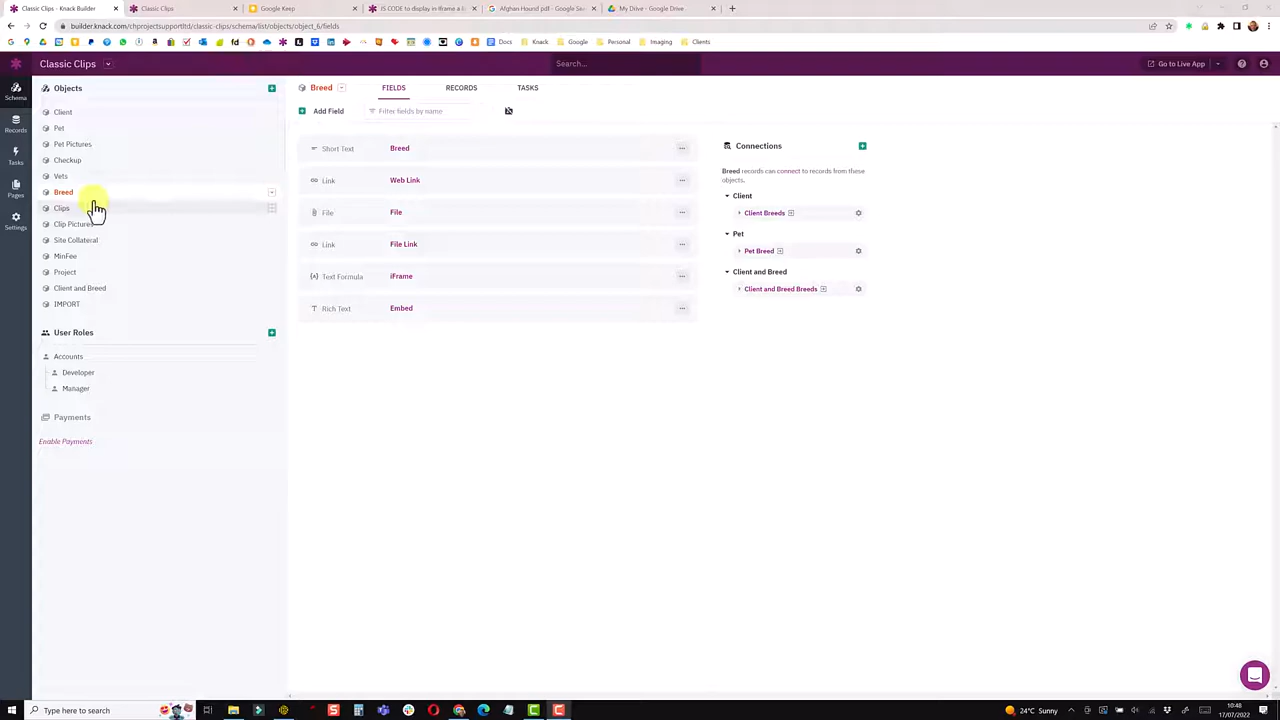 Classic Clips - Knack Builder
Classic Clips
Google Keep
IS CODE to display in iframe a li
Afghan Hound pdf - Google Sea
My Drive - Google Drive
builder.knack.com/chprojectsupportltd/classic-clips/schema/list/objects/object_6/fields
Docs
Knack
Google
Personal
Imaging
Clients
Classic Clips
Search...
Go to Live App
Schema
Records
Tasks
Pages
Settings
Objects
Client
Pet
Pet Pictures
Checkup
Vets
Breed
Clips
Clip Pictures
Site Collateral
MinFee
Project
Client and Breed
IMPORT
User Roles
Accounts
Developer
Manager
Payments
Enable Payments
Breed
FIELDS
RECORDS
TASKS
Add Field
Filter fields by name
Short Text Breed
Link Web Link
File File
Link File Link
Text Formula iFrame
Rich Text Embed
Connections
Breed records can connect to records from these
objects.
Client
Client Breeds
Pet
Pet Breed
Client and Breed
Client and Breed Breeds
Type here to search
24°C Sunny
10:48
17/07/2022